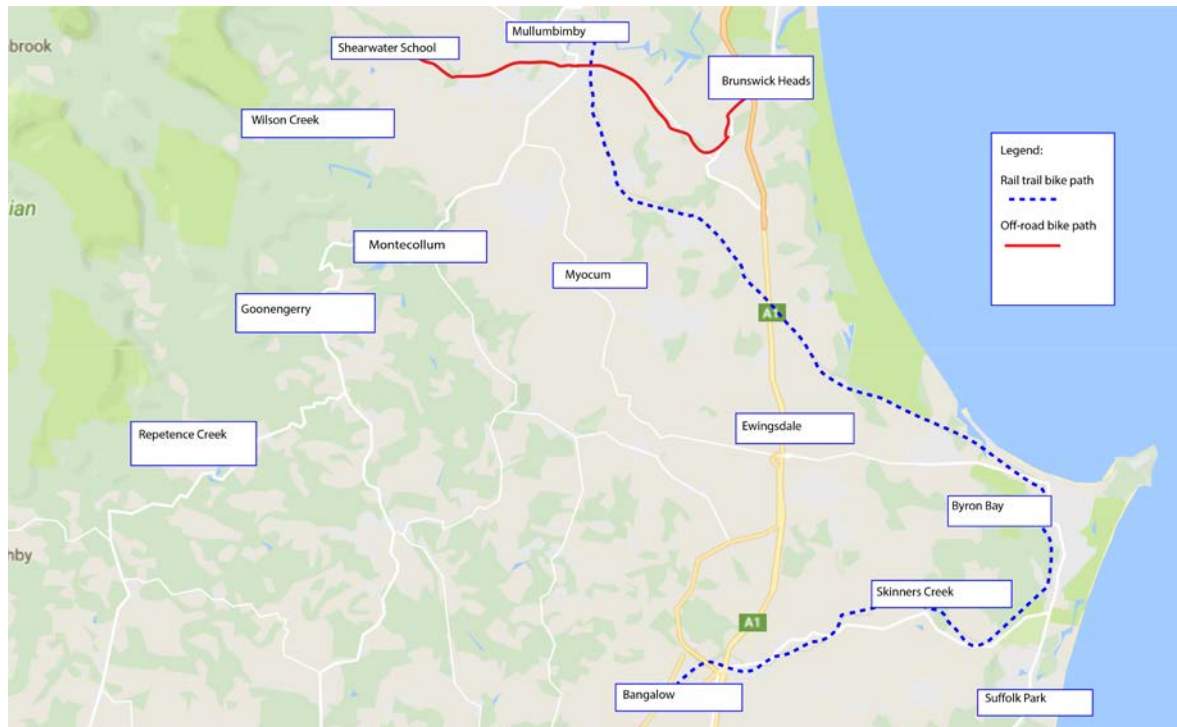 Mullumbimby
brook
Shearwater School
Brunswick Heads
Wilson Creek
Legend:
Rail trail bike path
Off-road bike path
ian
Montecollum
Myocum
Goonengerry
A1
Repetence Creek
Ewingsdale
Byron Bay
hby
Skinners Creek
A1
Bangalow
Suffolk Park